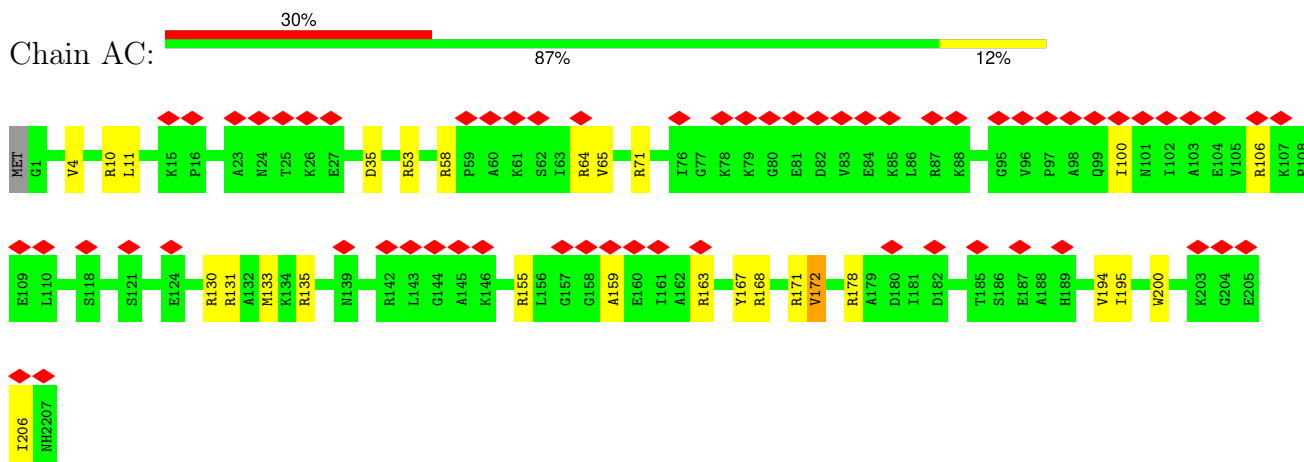 30%
Chain AC:
87% 12%
MET G1 V4 R10 L11 K15 P16 A23 N24 T25 K26 E27 D35 R53 R58 P59 A60 K61 S62 I63 R64 V65 R71 I76 G77 K78 K79 G80 E81 D82 V83 E84 K85 L86 R87 K88 G95 V96 P97 A98 Q99 I100 N101 I102 A103 E104 V105 R106 K107 P108
E109 L110 S118 S121 E124 R130 R131 A132 M133 K134 R135 N139 R142 L143 G144 A145 K146 R155 L156 G157 G158 A159 E160 I161 A162 R163 Y167 R168 R171 V172 R178 A179 D180 I181 D182 T185 S186 E187 A188 H189 V194 I195 W200 K203 G204 E205
I206 NH2207